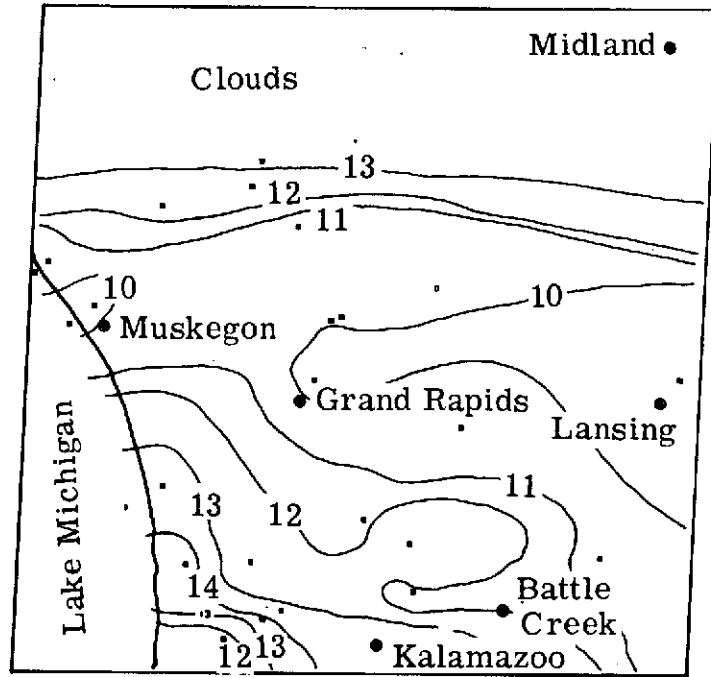 Midland
Clouds
13
12
11
10
10
Muskegon
Grand Rapids
Lansing
Lake Michigan
11
13
12
14
Battle
Creek
13
12
13
Kalamazoo